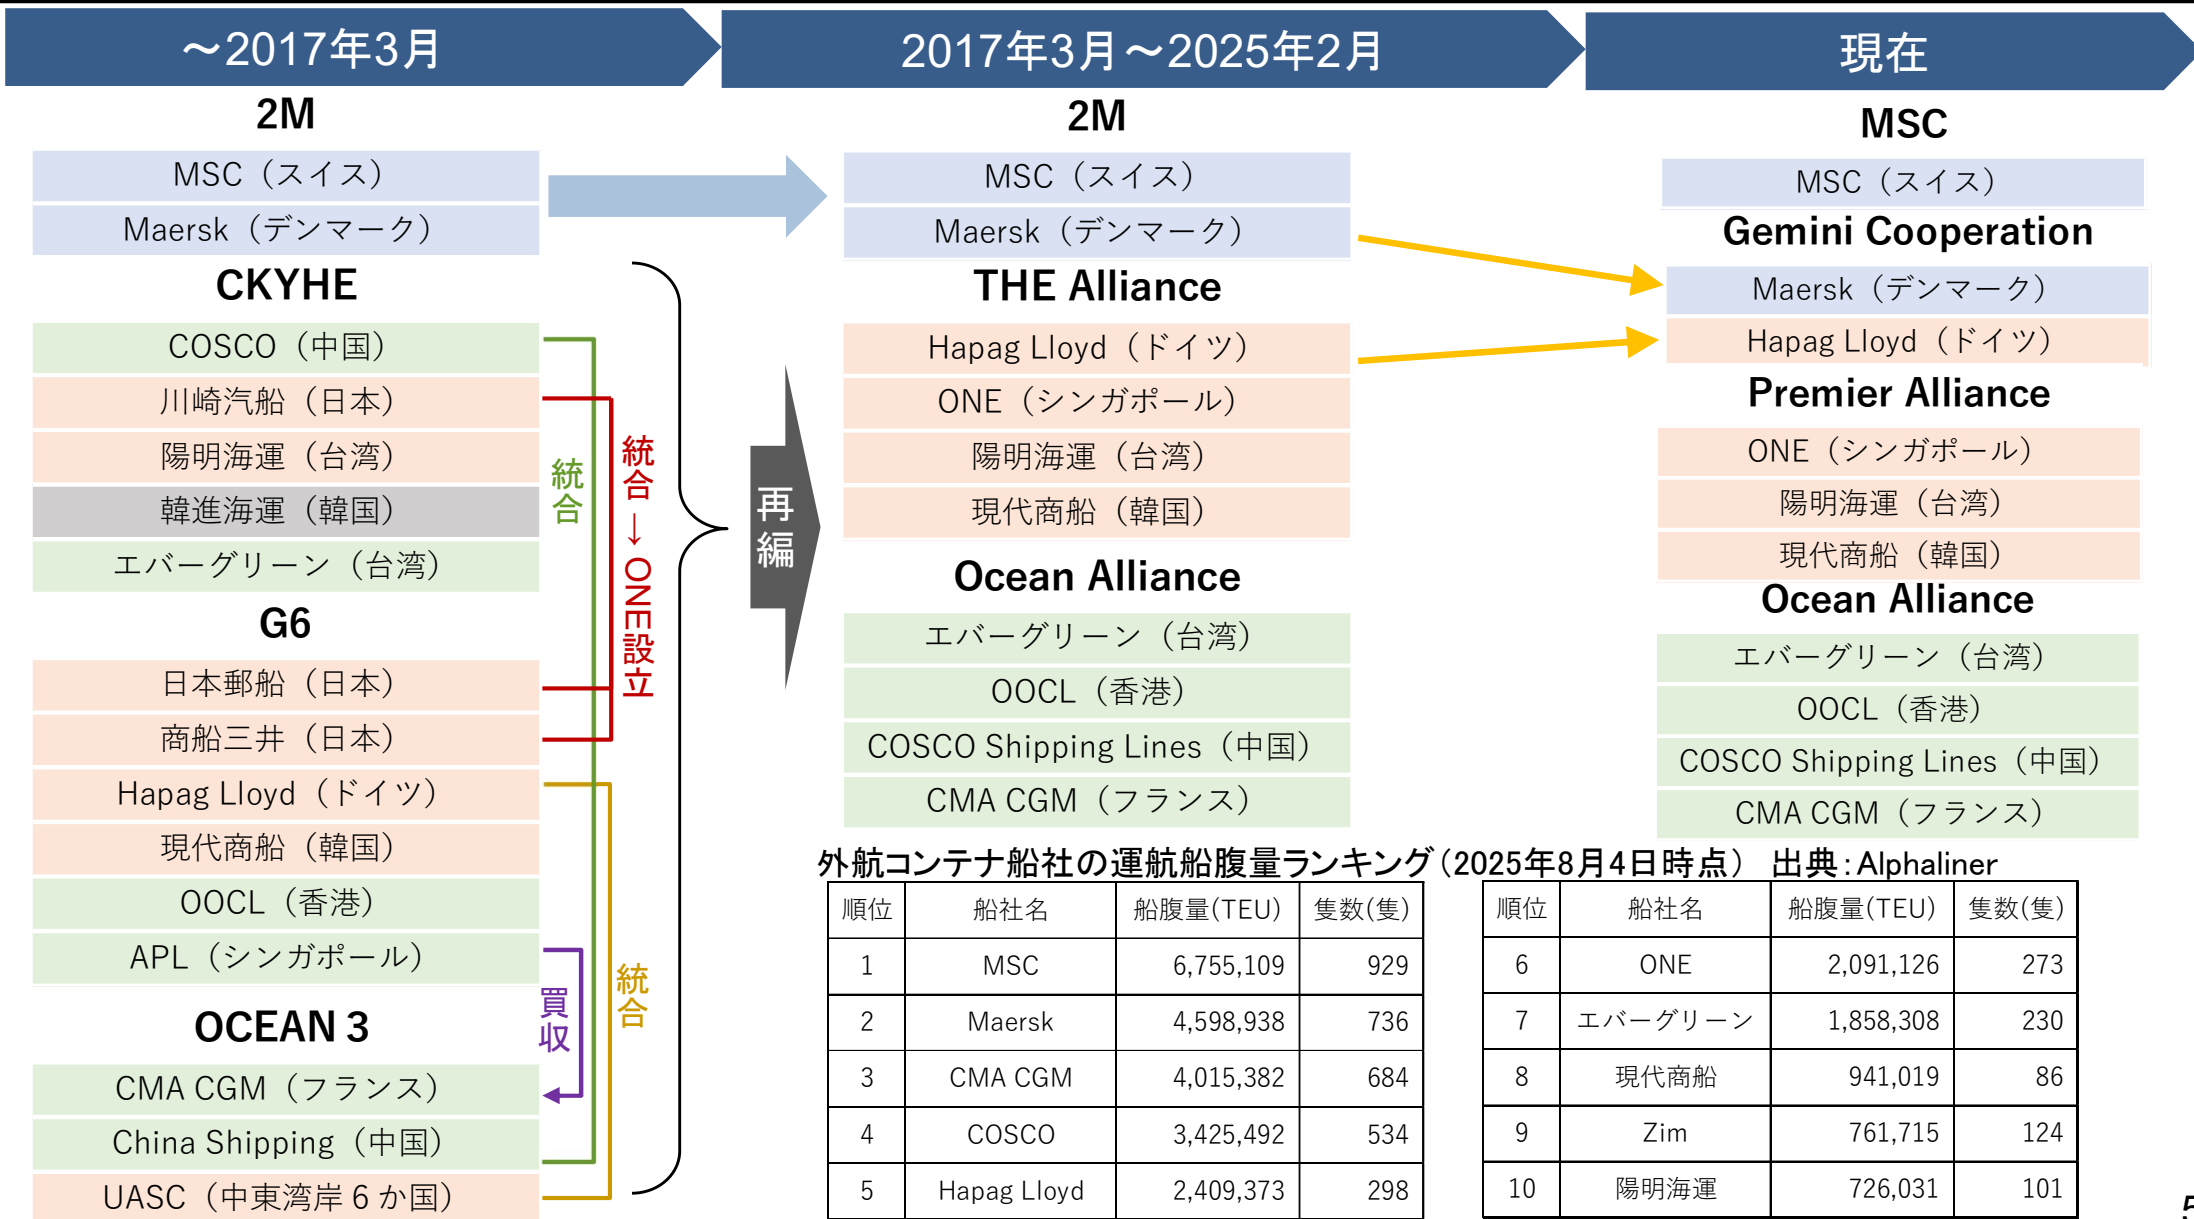 ～2017年3月
2017年3月～2025年2月
現在
2M
MSC（スイス）
Maersk（デンマーク）
CKYHE
COSCO（中国）
川崎汽船（日本）
陽明海運（台湾）
韓進海運（韓国）
エバーグリーン（台湾）
G6
日本郵船（日本）
商船三井（日本）
Hapag Lloyd（ドイツ）
現代商船（韓国）
OOCL（香港）
APL（シンガポール）
OCEAN 3
CMA CGM（フランス）
China Shipping（中国）
UASC（中東湾岸６か国）
統合
統合→ONE設立
買収
統合
再編
2M
MSC（スイス）
Maersk（デンマーク）
THE Alliance
Hapag Lloyd（ドイツ）
ONE（シンガポール）
陽明海運（台湾）
現代商船（韓国）
Ocean Alliance
エバーグリーン（台湾）
OOCL（香港）
COSCO Shipping Lines（中国）
CMA CGM（フランス）
MSC
MSC（スイス）
Gemini Cooperation
Maersk（デンマーク）
Hapag Lloyd（ドイツ）
Premier Alliance
ONE（シンガポール）
陽明海運（台湾）
現代商船（韓国）
Ocean Alliance
エバーグリーン（台湾）
OOCL（香港）
COSCO Shipping Lines（中国）
CMA CGM（フランス）
外航コンテナ船社の運航船腹量ランキング（2025年8月4日時点） 出典：Alphaliner
順位 船社名 船腹量(TEU) 隻数(隻)
1 MSC 6,755,109 929
2 Maersk 4,598,938 736
3 CMA CGM 4,015,382 684
4 COSCO 3,425,492 534
5 Hapag Lloyd 2,409,373 298
順位 船社名 船腹量(TEU) 隻数(隻)
6 ONE 2,091,126 273
7 エバーグリーン 1,858,308 230
8 現代商船 941,019 86
9 Zim 761,715 124
10 陽明海運 726,031 101